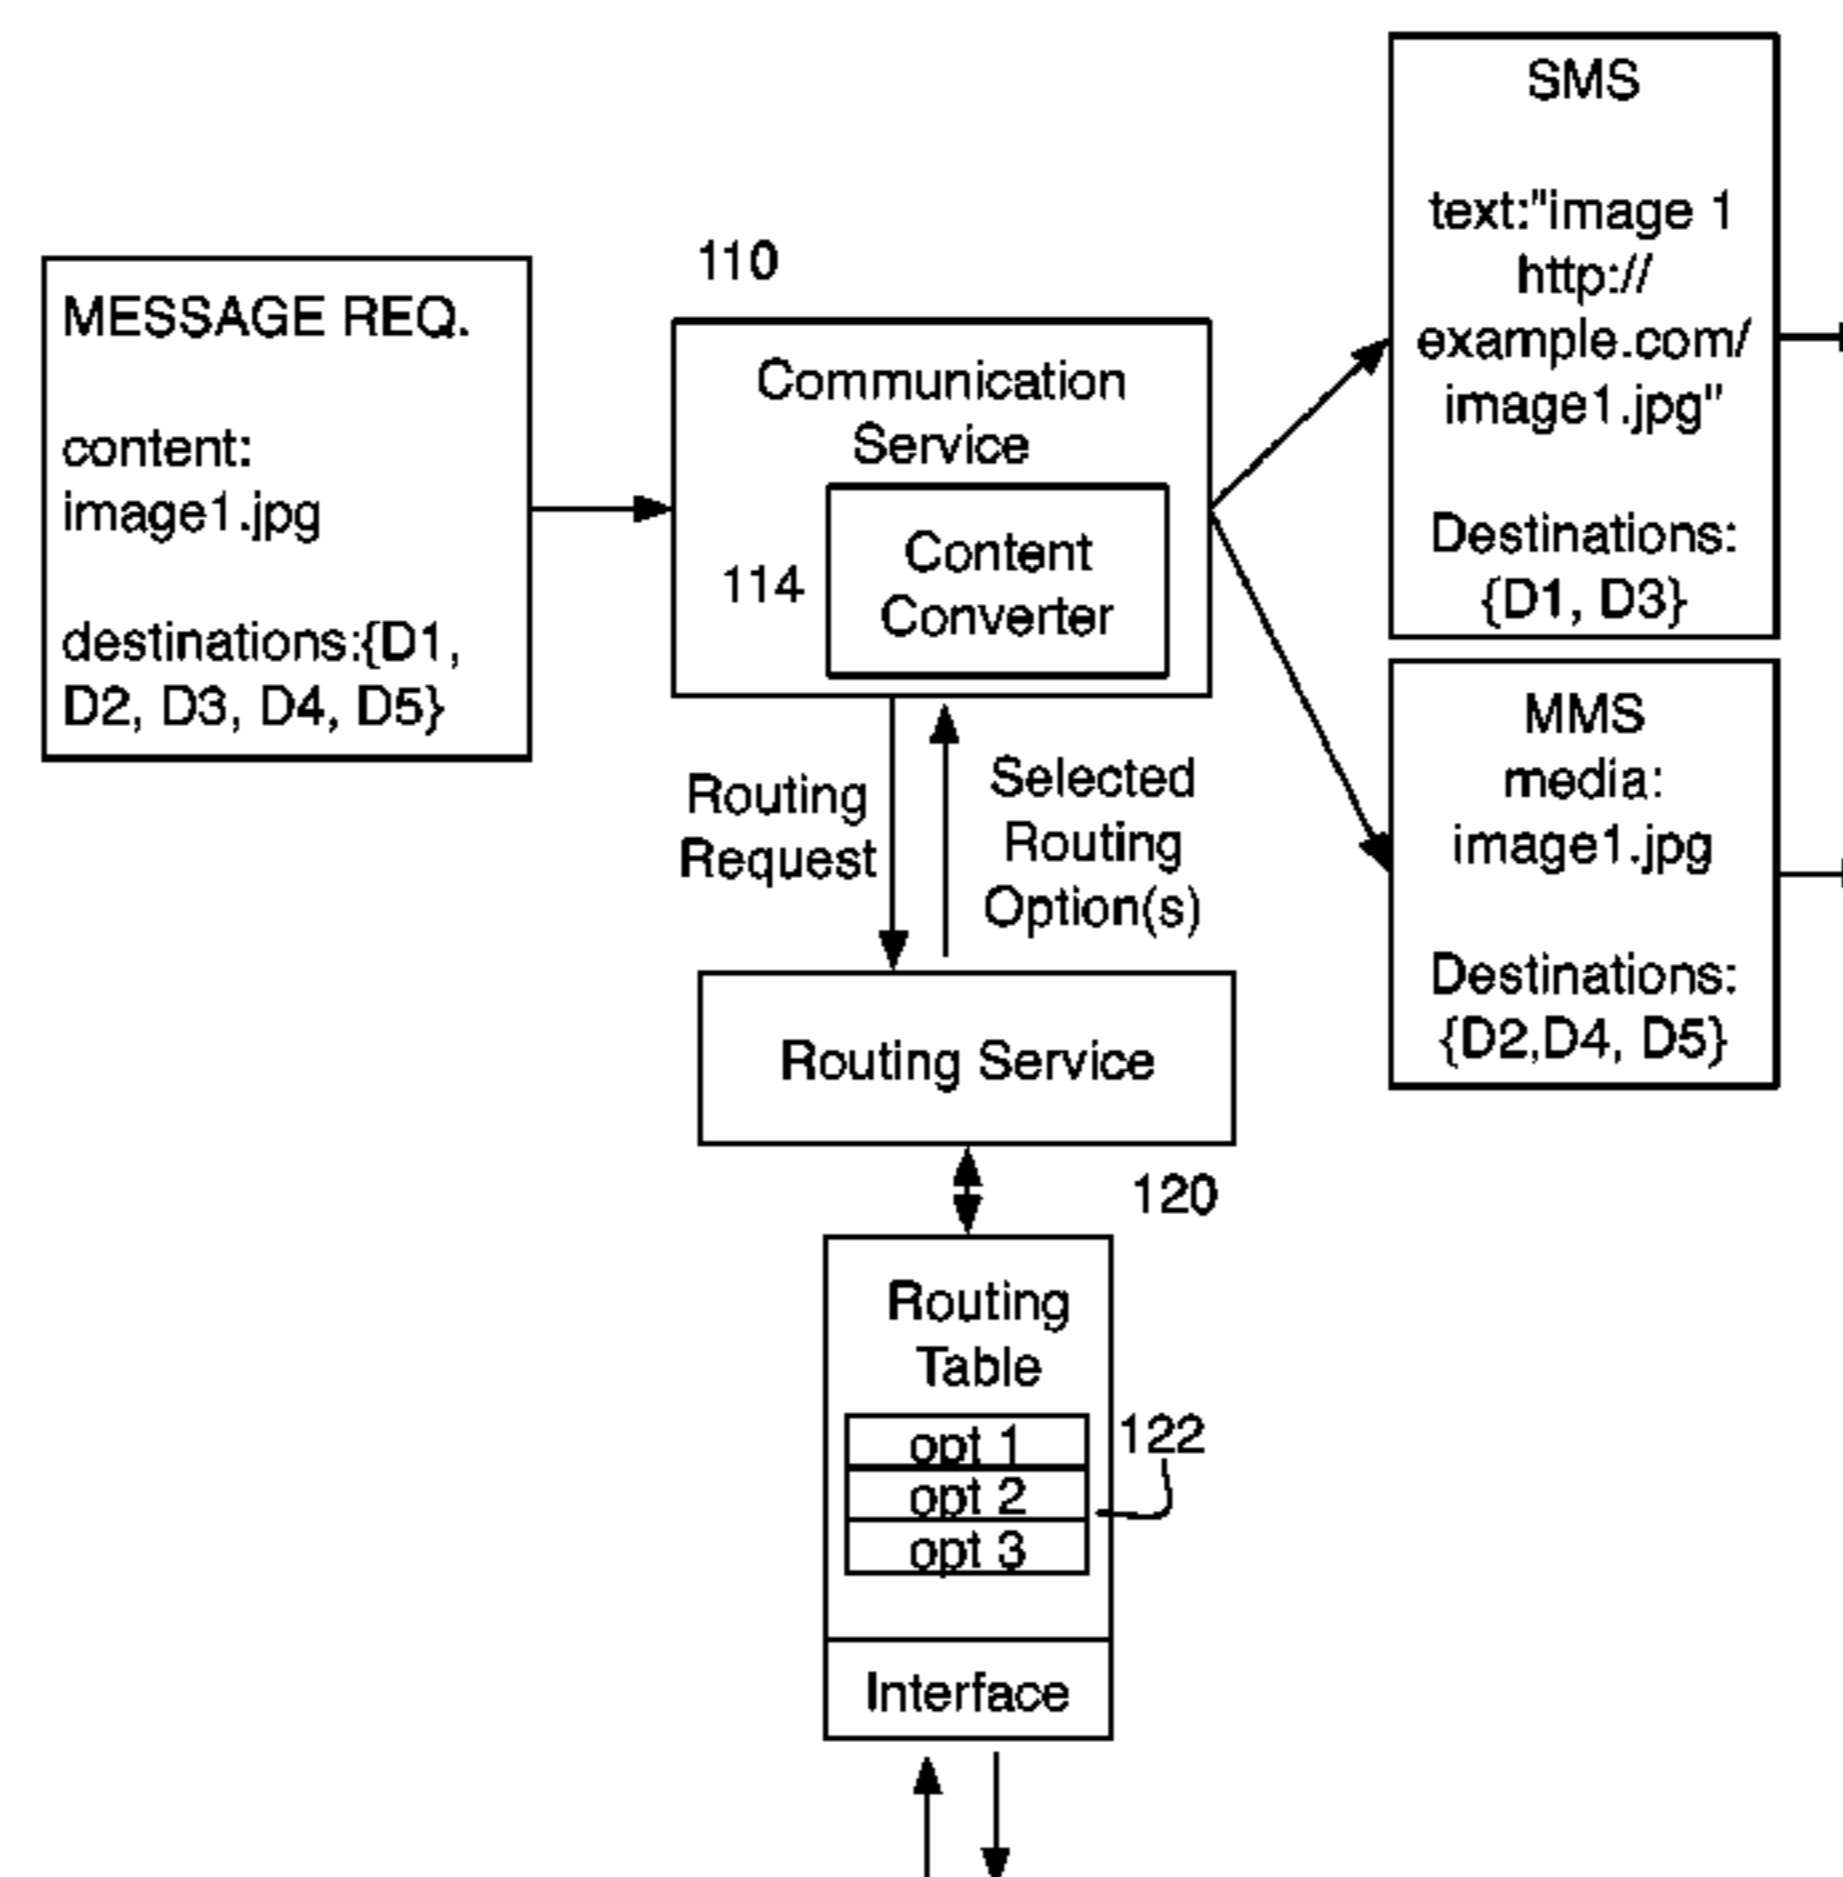 MESSAGE REQ.
content:
image1.jpg
destinations:{D1,
D2, D3, D4, D5}
110
Communication
Service
114
Content
Converter
SMS
text:"image 1
http://
example.com/
image1.jpg"
Destinations:
{D1, D3}
MMS
media:
image1.jpg
Destinations:
{D2,D4, D5}
Routing
Request
Selected
Routing
Option(s)
Routing Service
120
Routing
Table
opt 1
opt 2
opt 3
122
Interface